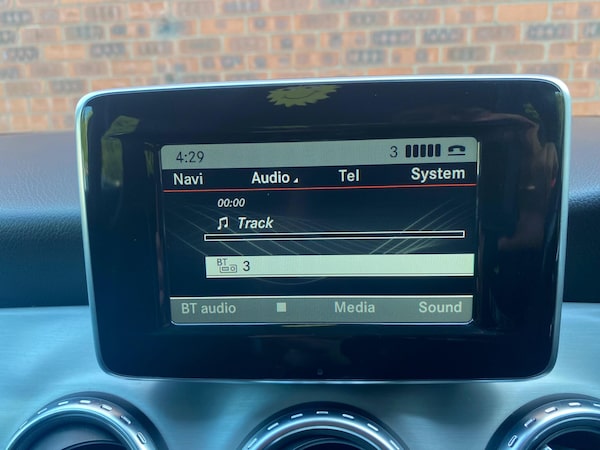 4:29 3
Navi Audio Tel System
00:00
Track
BT 3
BT audio Media Sound